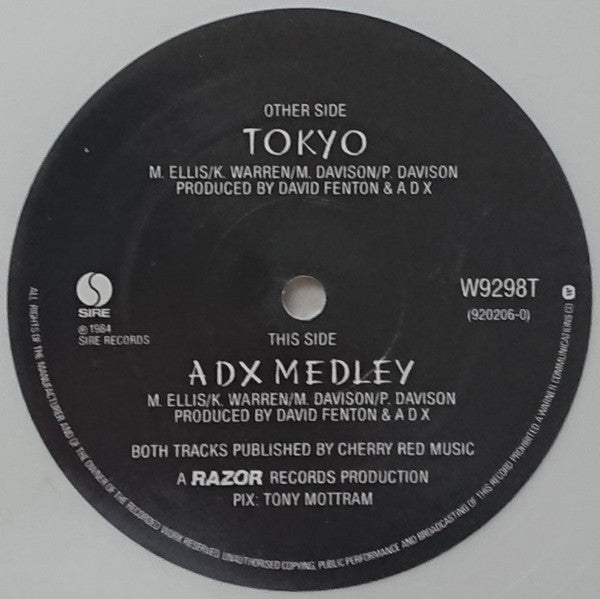 OTHER SIDE
TOKYO
M. ELLIS/K. WARREN/M. DAVISON/P. DAVISON
PRODUCED BY DAVID FENTON & A D X
S
SIRE
℗ 1984
SIRE RECORDS
W9298T
(920206-0)
THIS SIDE
A D X MEDLEY
M. ELLIS/K. WARREN/M. DAVISON/P. DAVISON
PRODUCED BY DAVID FENTON & A D X
BOTH TRACKS PUBLISHED BY CHERRY RED MUSIC
A RAZOR RECORDS PRODUCTION
PIX: TONY MOTTRAM
ALL RIGHTS OF THE MANUFACTURER AND OF THE OWNER OF THE RECORDED WORK RESERVED. UNAUTHORISED COPYING, PUBLIC PERFORMANCE AND BROADCASTING OF THIS RECORD PROHIBITED. A WARNER COMMUNICATIONS CO